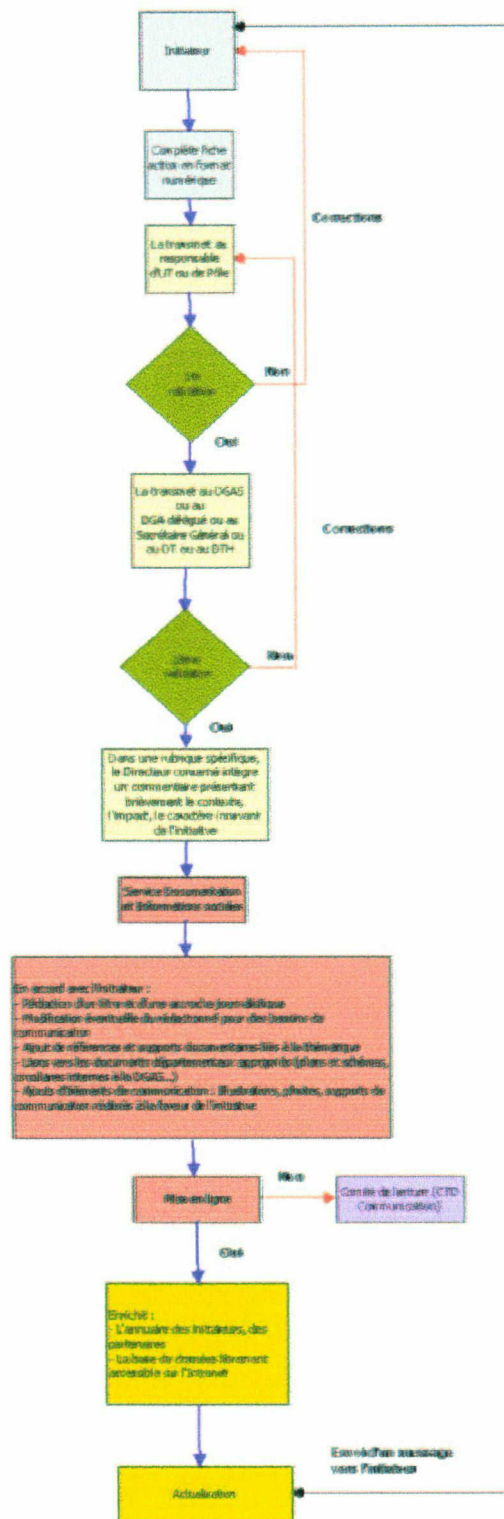 Initiateur
Complète fiche
action en format
numérique
Corrections
La transmet au
responsable
d'UT ou de Pôle
1re
validation
Non
Oui
La transmet au DGAS
ou au
DGA délégué ou au
Secrétaire Général ou
au DT ou au DTH
Corrections
2ème
validation
Non
Oui
Dans une rubrique spécifique,
le Directeur concerné intègre
un commentaire présentant
brièvement le contexte,
l'impact, le caractère innovant
de l'initiative
Service Documentation
et Informations sociales
En accord avec l'initiateur :
- Rédaction d'un titre et d'une accroche journalistique
- Modification éventuelle du rédactionnel pour des besoins de
communication
- Ajout de références et supports documentaires liés à la thématique
- Liens vers les documents départementaux appropriés (plans et schémas,
circulaires internes à la DGAS...)
- Ajouts d'éléments de communication : illustrations, photos, supports de
communication réalisés à la faveur de l'initiative
Mise en ligne
Non
Comité de lecture (CTD
Communication)
Oui
Enrichit :
- L'annuaire des initiateurs, des
partenaires
- La base de données librement
accessible sur l'Intranet
Envoi d'un message
vers l'initiateur
Actualisation